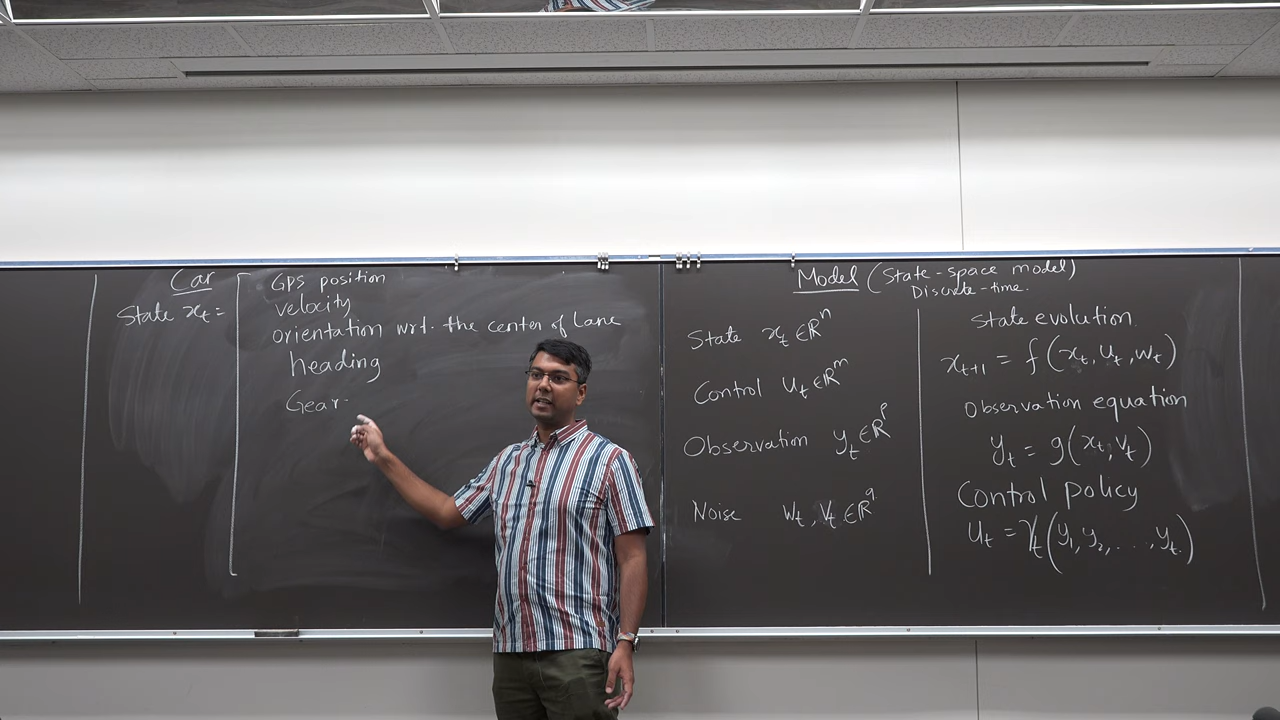 Car
State xₜ =
GPS position
velocity
orientation wrt. the center of Lane
heading
Gear
Model (State-space model)
Discrete-time.
State xₜ ∈ ℝⁿ
Control uₜ ∈ ℝᵐ
Observation yₜ ∈ ℝᵖ
Noise wₜ, vₜ ∈ ℝ^q
State evolution
xₜ₊₁ = f(xₜ, uₜ, wₜ)
Observation equation
yₜ = g(xₜ, vₜ)
Control policy
uₜ = γₜ(y₁, y₂, ..., yₜ)